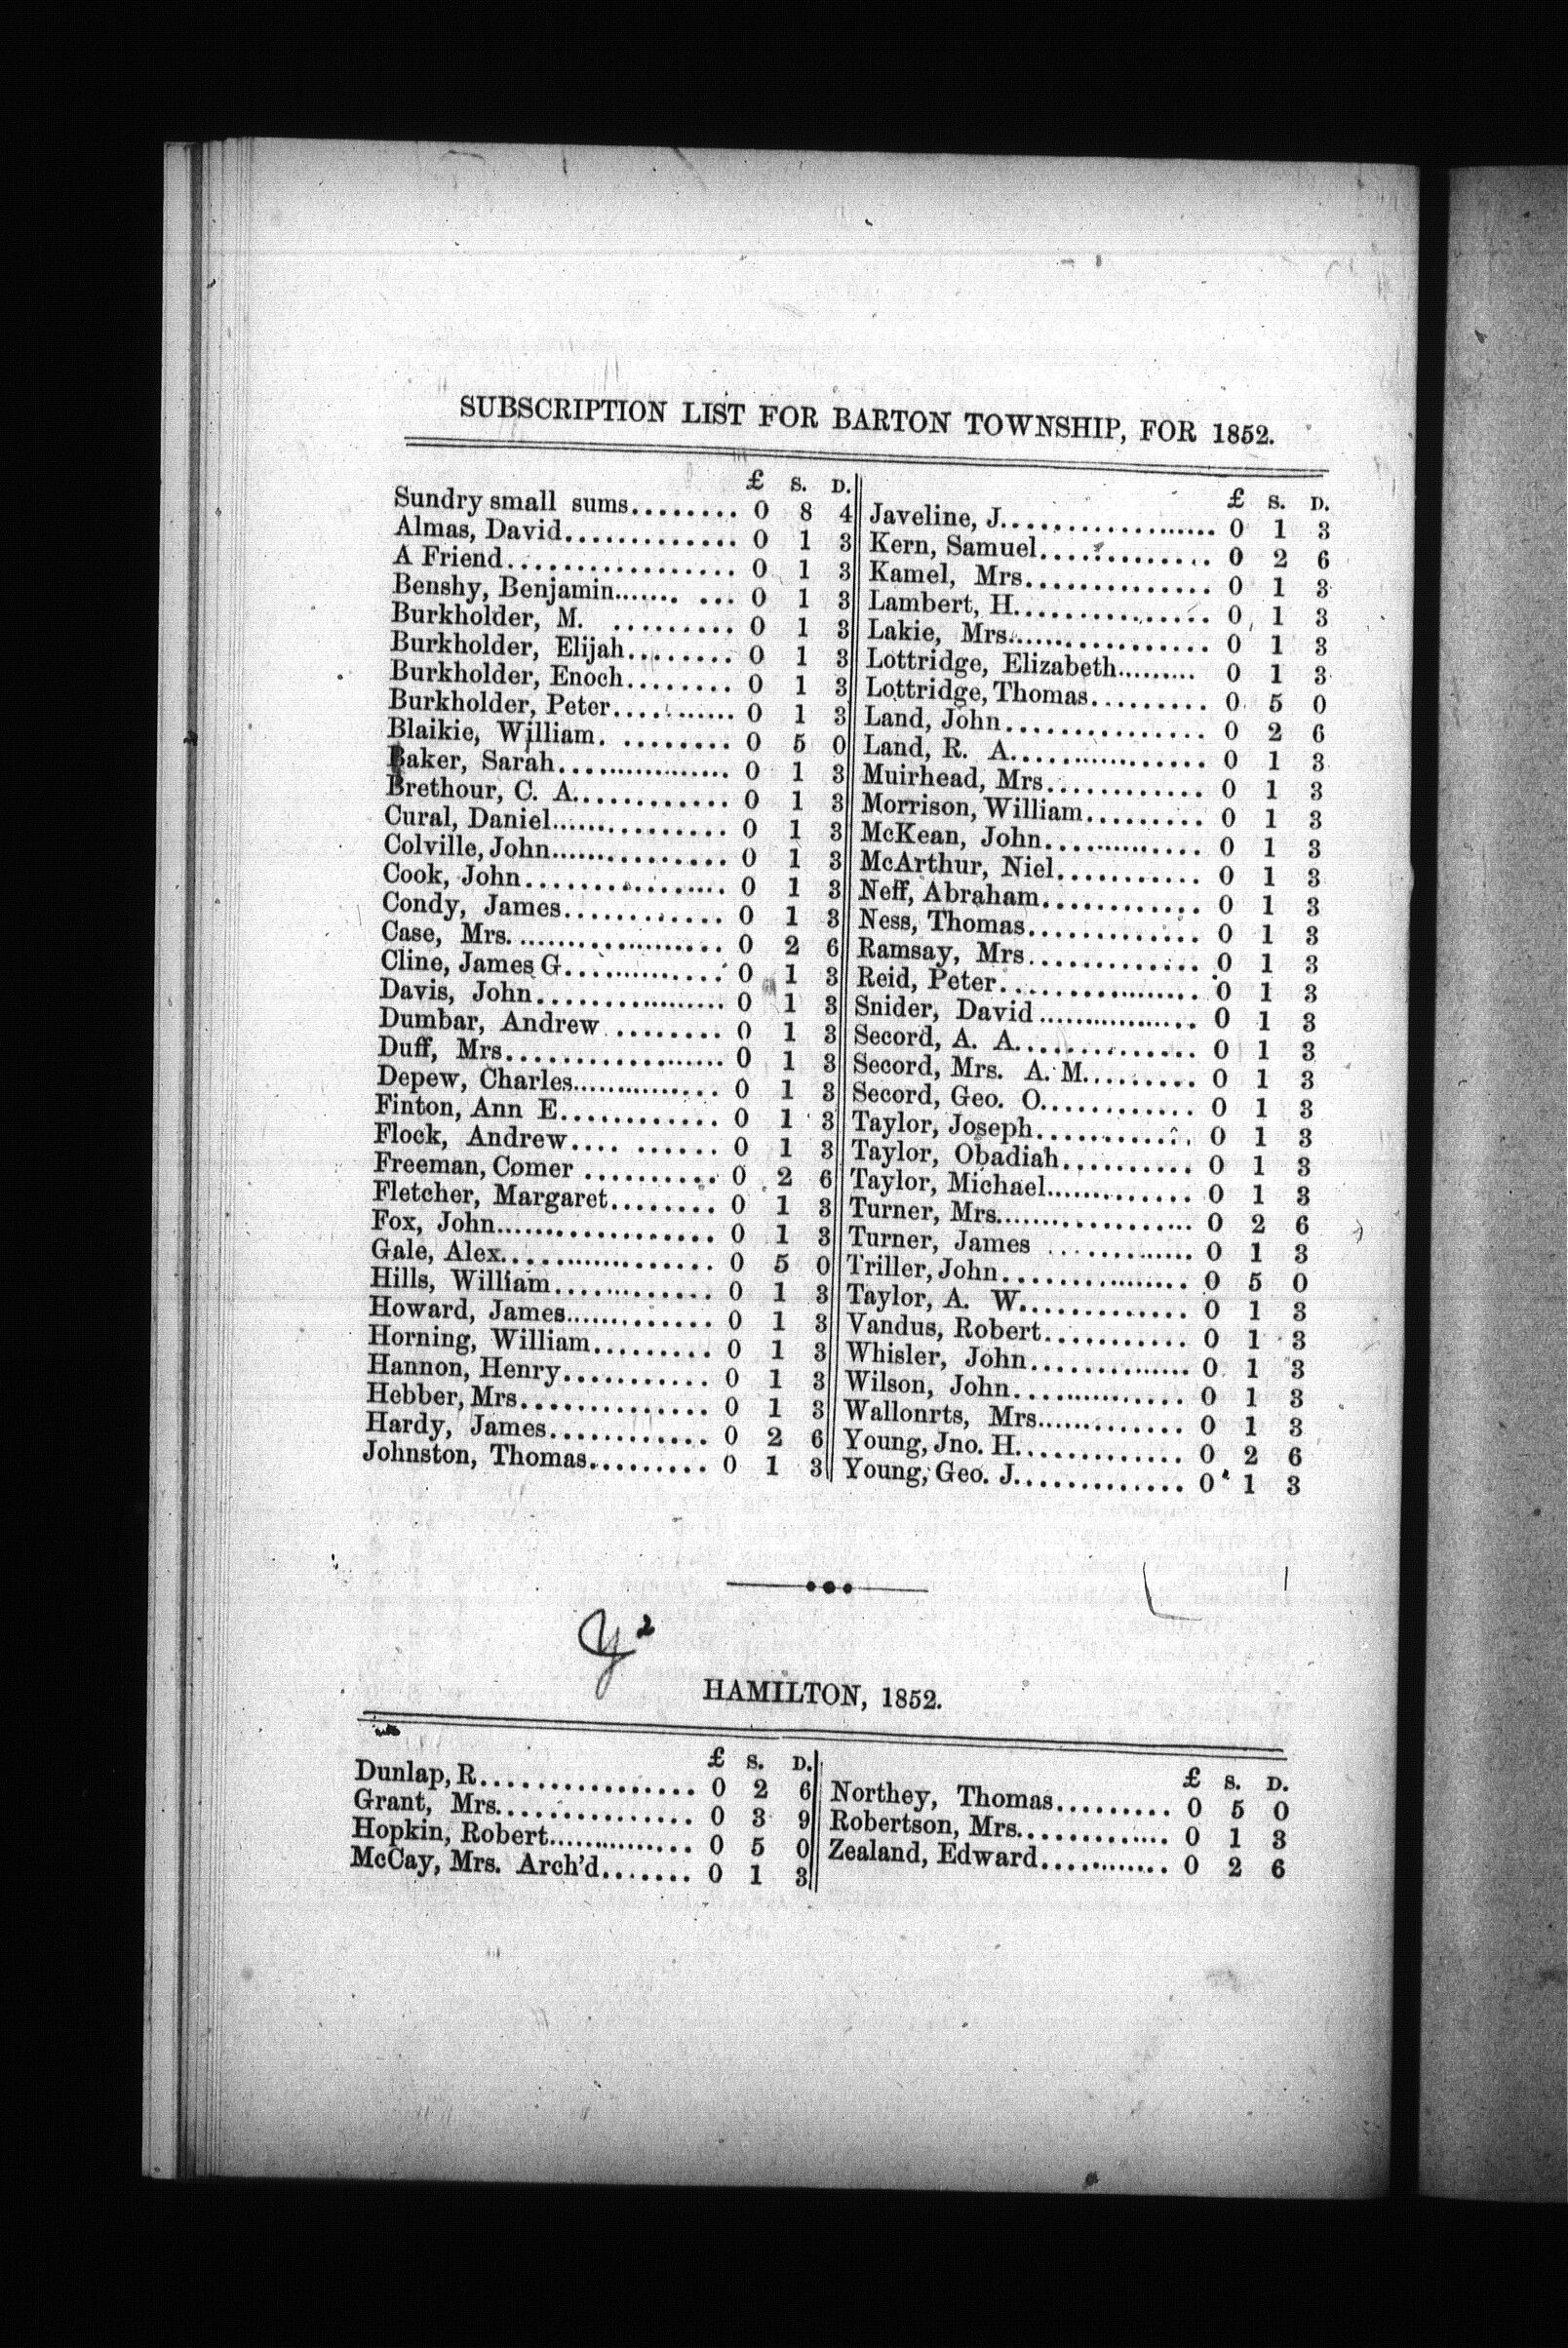 SUBSCRIPTION LIST FOR BARTON TOWNSHIP, FOR 1852.
£ S. D.
Sundry small sums........ 0 8 4
Almas, David............. 0 1 3
A Friend................. 0 1 3
Benshy, Benjamin....... ... 0 1 3
Burkholder, M. ......... 0 1 3
Burkholder, Elijah........ 0 1 3
Burkholder, Enoch........ 0 1 3
Burkholder, Peter........... 0 1 3
Blaikie, William. ........ 0 5 0
Baker, Sarah................ 0 1 3
Brethour, C. A............ 0 1 3
Cural, Daniel............... 0 1 3
Colville, John............... 0 1 3
Cook, John................ 0 1 3
Condy, James............. 0 1 3
Case, Mrs................... 0 2 6
Cline, James G............. 0 1 3
Davis, John................ 0 1 3
Dumbar, Andrew ........ 0 1 3
Duff, Mrs.................. 0 1 3
Depew, Charles.............. 0 1 3
Finton, Ann E............ 0 1 3
Flock, Andrew.... ...... 0 1 3
Freeman, Comer .......... 0 2 6
Fletcher, Margaret........ 0 1 3
Fox, John.................. 0 1 3
Gale, Alex................. 0 5 0
Hills, William............ 0 1 3
Howard, James............. 0 1 3
Horning, William......... 0 1 3
Hannon, Henry........... 0 1 3
Hebber, Mrs.............. 0 1 3
Hardy, James............ 0 2 6
Johnston, Thomas......... 0 1 3
£ S. D.
Javeline, J................... 0 1 3
Kern, Samuel............. 0 2 6
Kamel, Mrs.............. 0 1 3
Lambert, H............... 0 1 3
Lakie, Mrs................. 0 1 3
Lottridge, Elizabeth......... 0 1 3
Lottridge, Thomas......... 0 5 0
Land, John............... 0 2 6
Land, R. A................ 0 1 3
Muirhead, Mrs............ 0 1 3
Morrison, William......... 0 1 3
McKean, John............. 0 1 3
McArthur, Niel........... 0 1 3
Neff, Abraham............ 0 1 3
Ness, Thomas............. 0 1 3
Ramsay, Mrs............. 0 1 3
Reid, Peter................. 0 1 3
Snider, David................ 0 1 3
Secord, A. A.............. 0 1 3
Secord, Mrs. A. M......... 0 1 3
Secord, Geo. O............ 0 1 3
Taylor, Joseph............ 0 1 3
Taylor, Obadiah.......... 0 1 3
Taylor, Michael............. 0 1 3
Turner, Mrs.................. 0 2 6
Turner, James ............. 0 1 3
Triller, John................ 0 5 0
Taylor, A. W............. 0 1 3
Vandus, Robert........... 0 1 3
Whisler, John.............. 0 1 3
Wilson, John.............. 0 1 3
Wallonrts, Mrs............. 0 1 3
Young, Jno. H............. 0 2 6
Young, Geo. J............. 0 1 3
HAMILTON, 1852.
£ S. D.
Dunlap, R................. 0 2 6
Grant, Mrs............... 0 3 9
Hopkin, Robert.............. 0 5 0
McCay, Mrs. Arch'd....... 0 1 3
£ S. D.
Northey, Thomas......... 0 5 0
Robertson, Mrs............ 0 1 3
Zealand, Edward........... 0 2 6